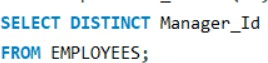 SELECT DISTINCT Manager_Id
FROM EMPLOYEES;